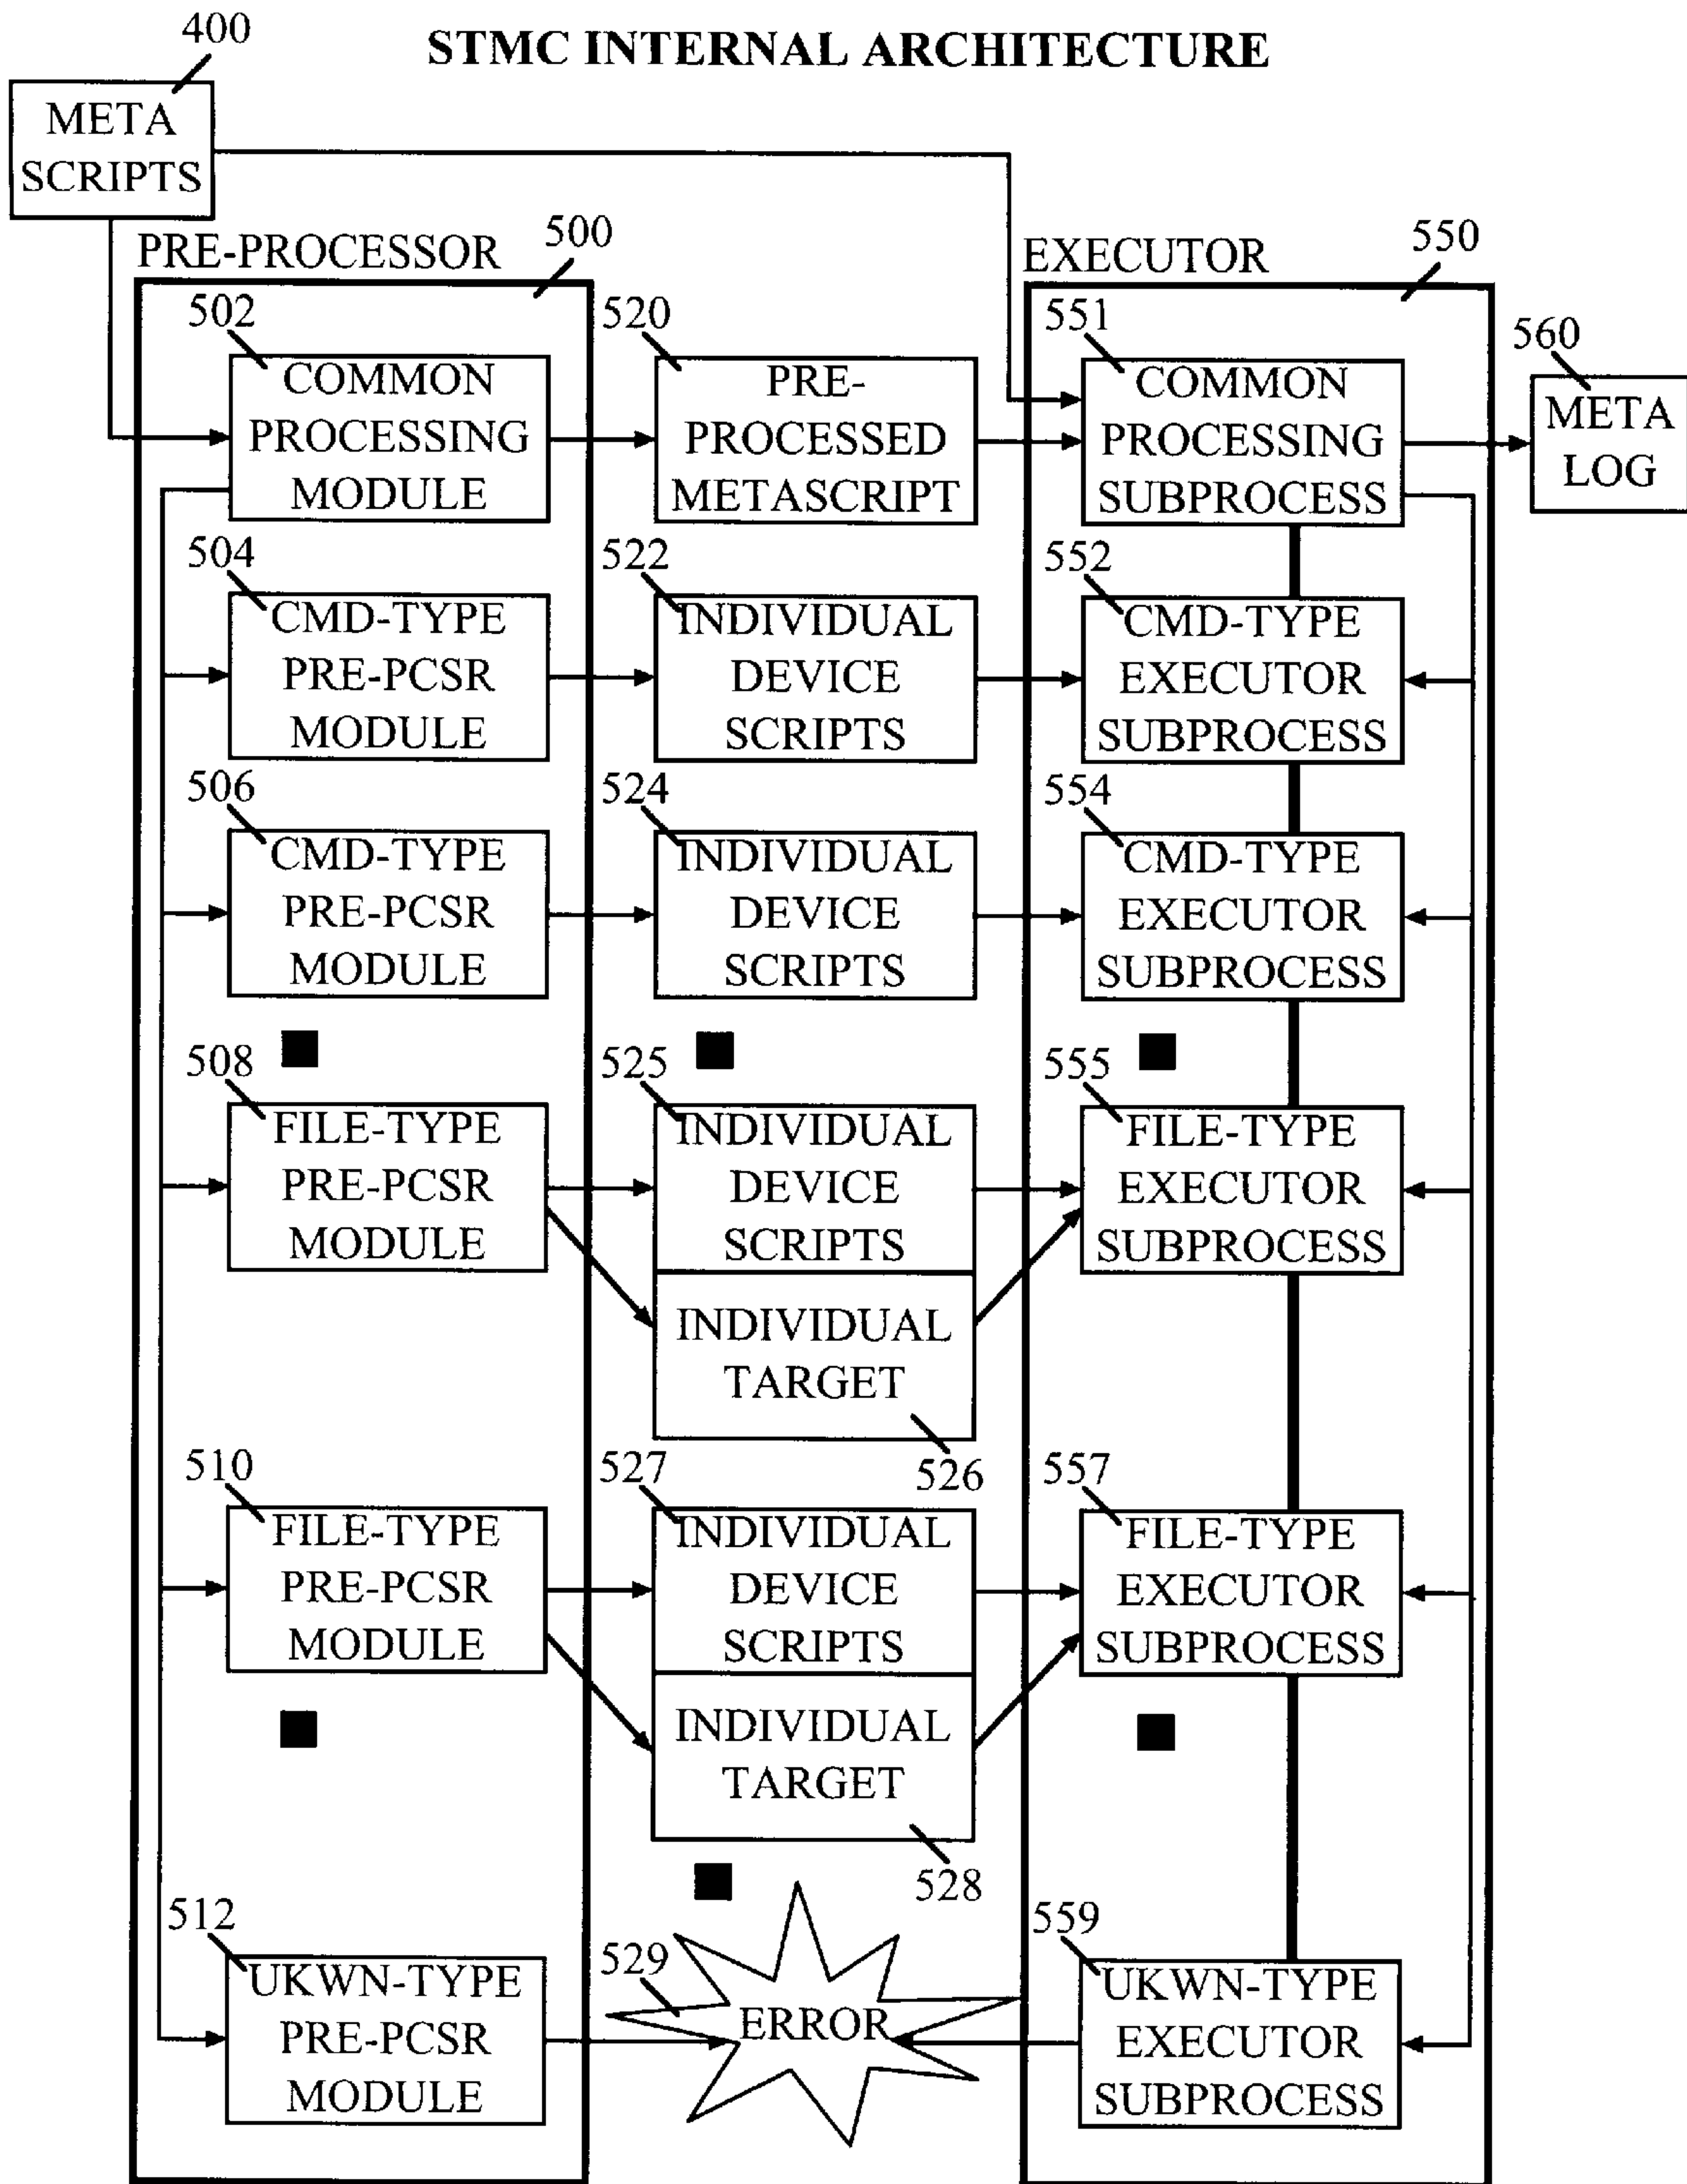 STMC INTERNAL ARCHITECTURE
400
META
SCRIPTS
PRE-PROCESSOR
500
EXECUTOR
550
502
COMMON
PROCESSING
MODULE
520
PRE-
PROCESSED
METASCRIPT
551
COMMON
PROCESSING
SUBPROCESS
560
META
LOG
504
CMD-TYPE
PRE-PCSR
MODULE
522
INDIVIDUAL
DEVICE
SCRIPTS
552
CMD-TYPE
EXECUTOR
SUBPROCESS
506
CMD-TYPE
PRE-PCSR
MODULE
524
INDIVIDUAL
DEVICE
SCRIPTS
554
CMD-TYPE
EXECUTOR
SUBPROCESS
508
FILE-TYPE
PRE-PCSR
MODULE
525
INDIVIDUAL
DEVICE
SCRIPTS
INDIVIDUAL
TARGET
526
555
FILE-TYPE
EXECUTOR
SUBPROCESS
510
FILE-TYPE
PRE-PCSR
MODULE
527
INDIVIDUAL
DEVICE
SCRIPTS
INDIVIDUAL
TARGET
528
557
FILE-TYPE
EXECUTOR
SUBPROCESS
512
UKWN-TYPE
PRE-PCSR
MODULE
529
ERROR
559
UKWN-TYPE
EXECUTOR
SUBPROCESS